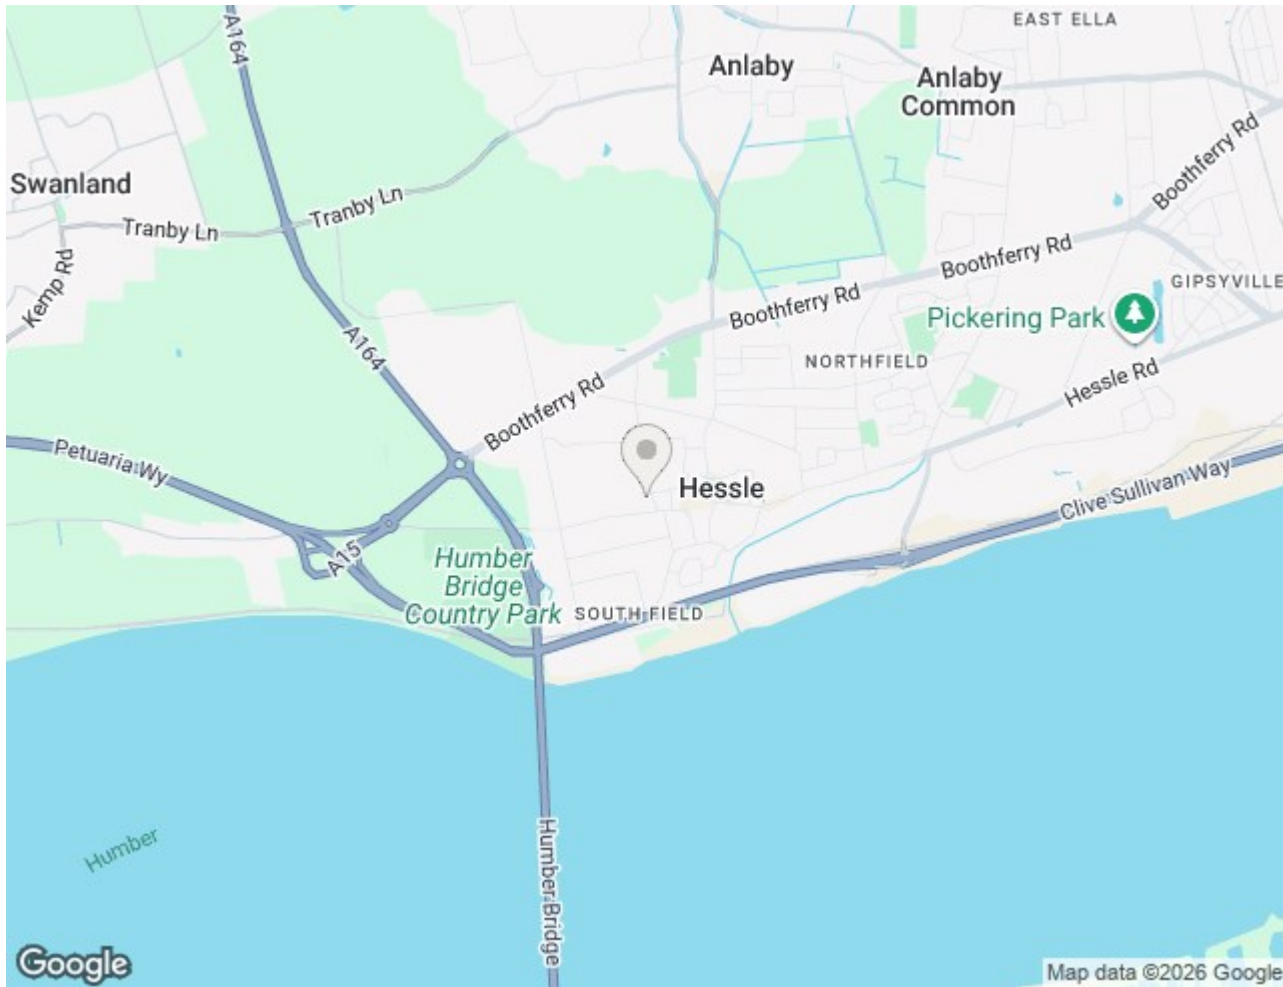 EAST ELLA
A164
Anlaby
Anlaby
Common
Boothferry Rd
Swanland
Tranby Ln
Tranby Ln
Kemp Rd
Boothferry Rd
GIPSYVILLE
Boothferry Rd
Pickering Park
A164
NORTHFIELD
Hessle Rd
Boothferry Rd
Petuaria Wy
Hessle
Clive Sullivan Way
A15
Humber
Bridge
Country Park
SOUTH FIELD
Humber
Humber Bridge
Google
Map data ©2026 Google